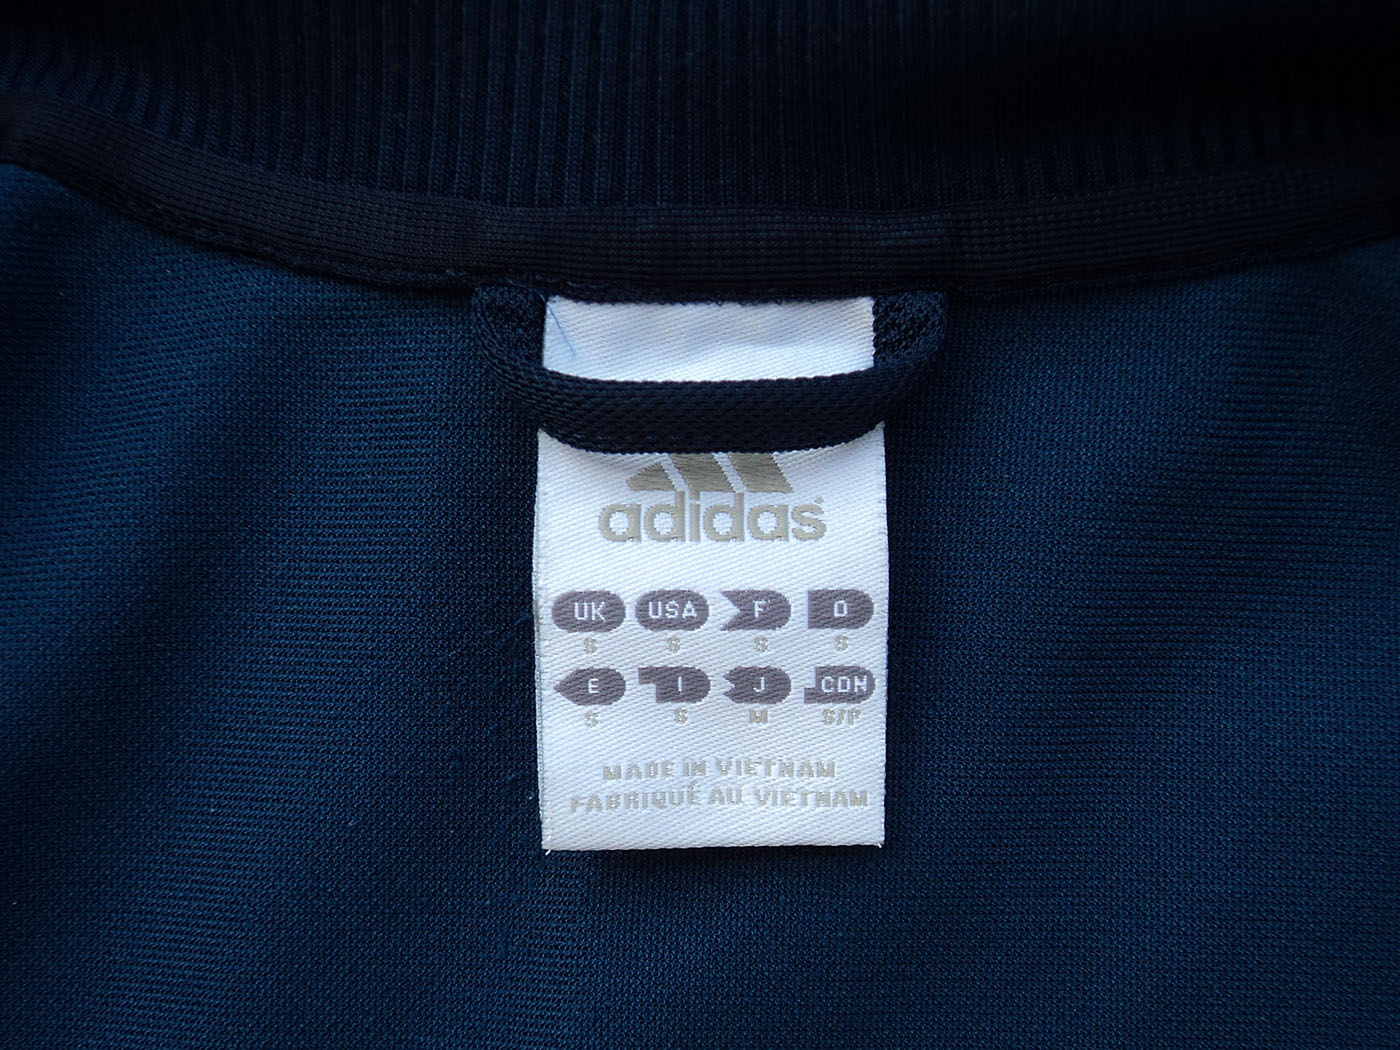 adidas
UK USA F D
S S S S
E I J CDN
S S M S/P
MADE IN VIETNAM
FABRIQUÉ AU VIETNAM